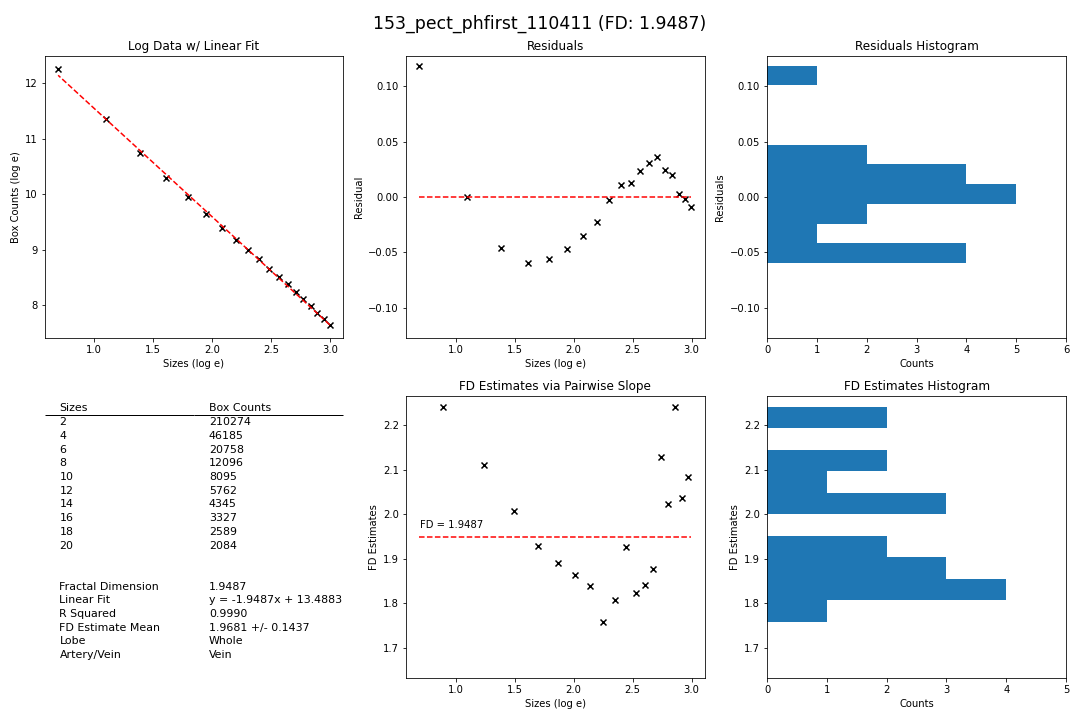 153_pect_phfirst_110411 (FD: 1.9487)
Log Data w/ Linear Fit
12
11
10
9
8
Box Counts (log e)
1.0 1.5 2.0 2.5 3.0
Sizes (log e)
Residuals
0.10
0.05
0.00
−0.05
−0.10
Residual
1.0 1.5 2.0 2.5 3.0
Sizes (log e)
Residuals Histogram
0.10
0.05
0.00
−0.05
−0.10
Residuals
0 1 2 3 4 5 6
Counts
Sizes Box Counts
2 210274
4 46185
6 20758
8 12096
10 8095
12 5762
14 4345
16 3327
18 2589
20 2084
Fractal Dimension 1.9487
Linear Fit y = -1.9487x + 13.4883
R Squared 0.9990
FD Estimate Mean 1.9681 +/- 0.1437
Lobe Whole
Artery/Vein Vein
FD Estimates via Pairwise Slope
2.2
2.1
2.0
1.9
1.8
1.7
FD Estimates
FD = 1.9487
1.0 1.5 2.0 2.5 3.0
Sizes (log e)
FD Estimates Histogram
2.2
2.1
2.0
1.9
1.8
1.7
FD Estimates
0 1 2 3 4 5
Counts